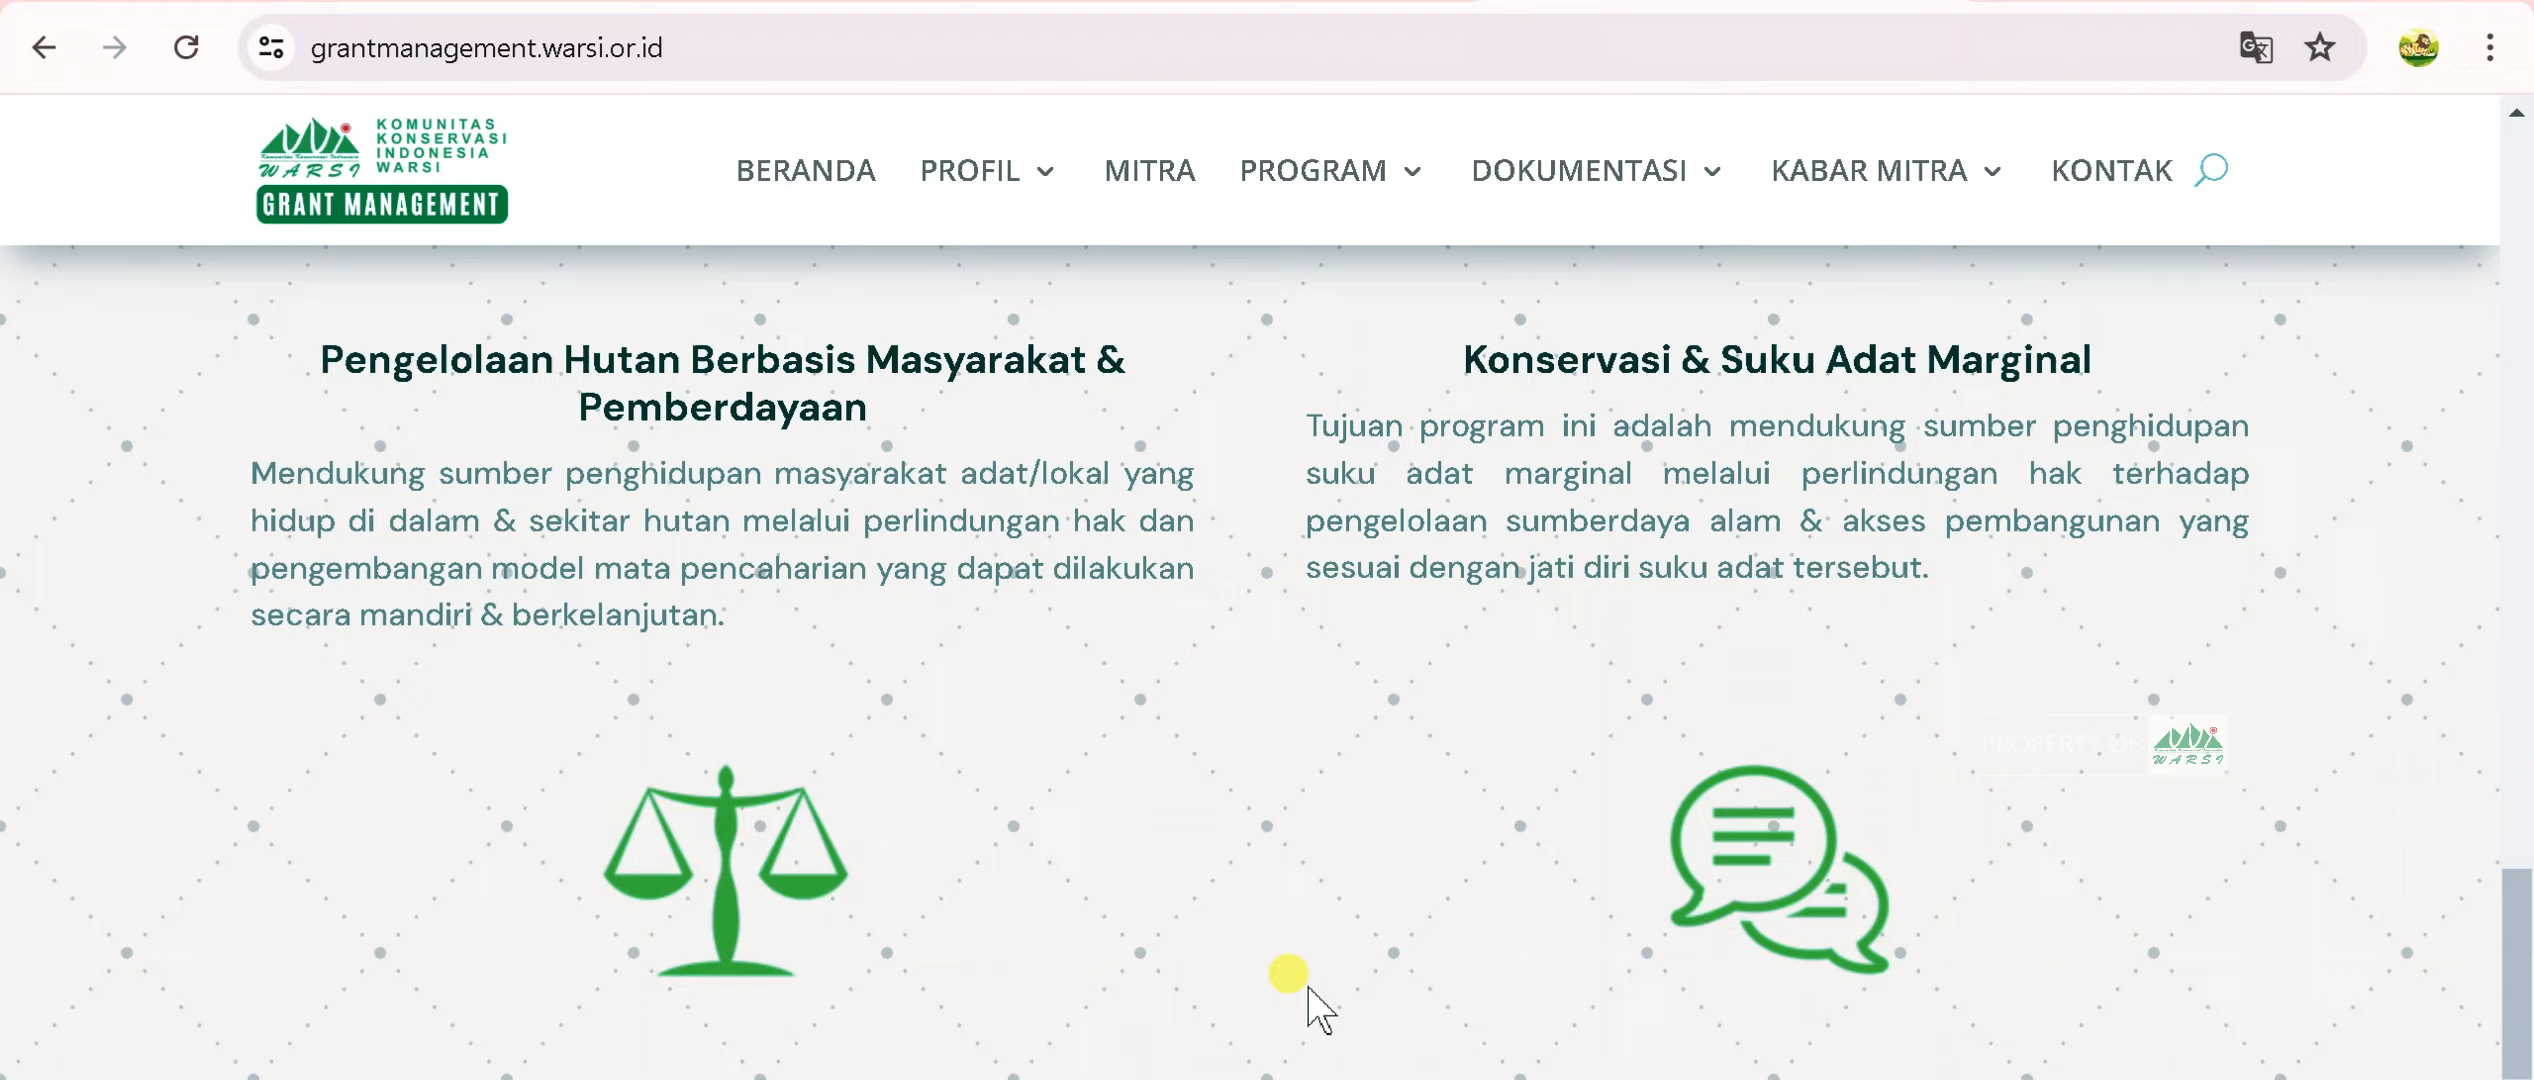 grantmanagement.warsi.or.id
KOMUNITAS
KONSERVASI
INDONESIA
WARSI
WARSI
GRANT MANAGEMENT
BERANDA PROFIL MITRA PROGRAM DOKUMENTASI KABAR MITRA KONTAK
Pengelolaan Hutan Berbasis Masyarakat &
Pemberdayaan
Mendukung sumber penghidupan masyarakat adat/lokal yang
hidup di dalam & sekitar hutan melalui perlindungan hak dan
pengembangan model mata pencaharian yang dapat dilakukan
secara mandiri & berkelanjutan.
Konservasi & Suku Adat Marginal
Tujuan program ini adalah mendukung sumber penghidupan
suku adat marginal melalui perlindungan hak terhadap
pengelolaan sumberdaya alam & akses pembangunan yang
sesuai dengan jati diri suku adat tersebut.
PROPERTY OF
WARSI